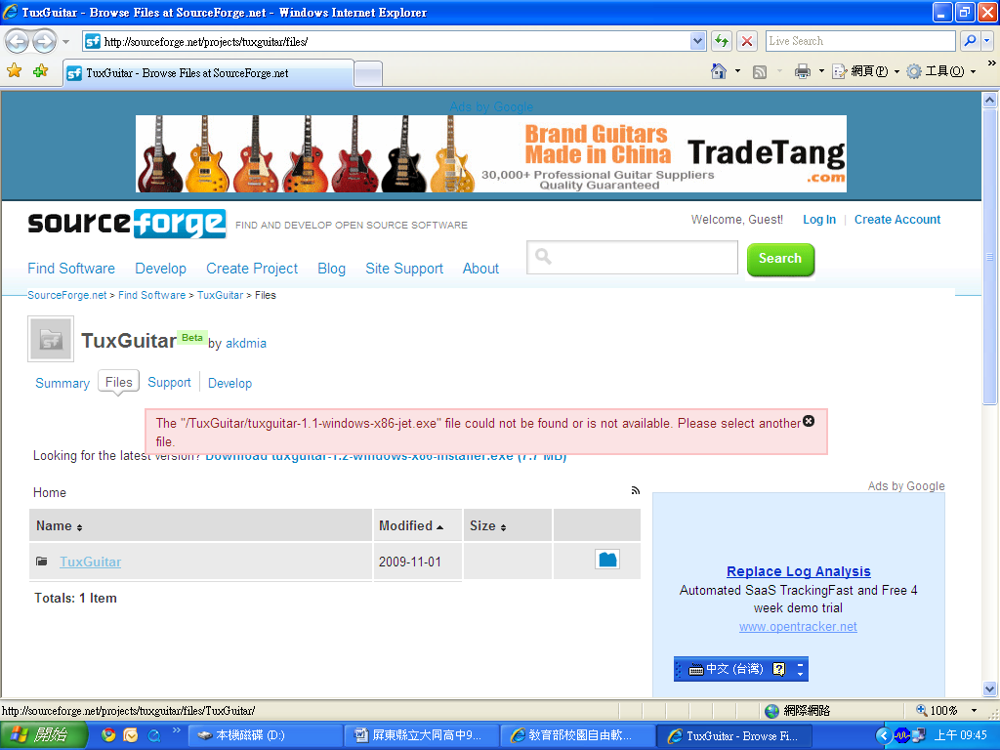 TuxGuitar - Browse Files at SourceForge.net - Windows Internet Explorer
http://sourceforge.net/projects/tuxguitar/files/
Live Search
TuxGuitar - Browse Files at SourceForge.net
網頁(P)
工具(O)
Ads by Google
Brand Guitars
Made in China
TradeTang
.com
30,000+ Professional Guitar Suppliers
Quality Guaranteed
sourceforge
FIND AND DEVELOP OPEN SOURCE SOFTWARE
Welcome, Guest! Log In | Create Account
Find Software Develop Create Project Blog Site Support About
Search
SourceForge.net > Find Software > TuxGuitar > Files
TuxGuitar Beta by akdmia
Summary Files Support Develop
The "/TuxGuitar/tuxguitar-1.1-windows-x86-jet.exe" file could not be found or is not available. Please select another
file.
Looking for the latest version? Download tuxguitar-1.2-windows-x86-installer.exe (7.7 MB)
Home
Ads by Google
Name Modified Size
TuxGuitar 2009-11-01
Totals: 1 Item
Replace Log Analysis
Automated SaaS TrackingFast and Free 4
week demo trial
www.opentracker.net
中文 (台灣)
http://sourceforge.net/projects/tuxguitar/files/TuxGuitar/
網際網路
100%
開始
本機磁碟 (D:)
屏東縣立大同高中9...
教育部校園自由軟...
TuxGuitar - Browse Fi...
上午 09:45